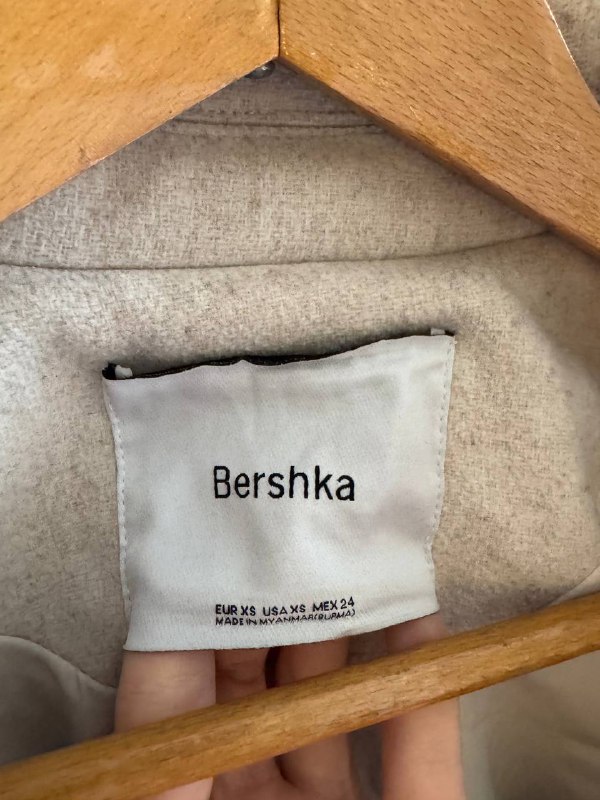 Bershka
EUR XS USA XS MEX 24
MADE IN MYANMAR(BURMA)